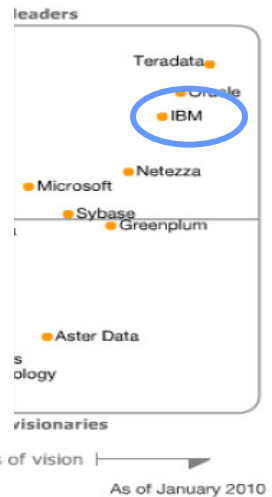 leaders
Teradata
Oracle
IBM
Netezza
Microsoft
Sybase
Greenplum
Aster Data
s
ology
visionaries
s of vision
As of January 2010